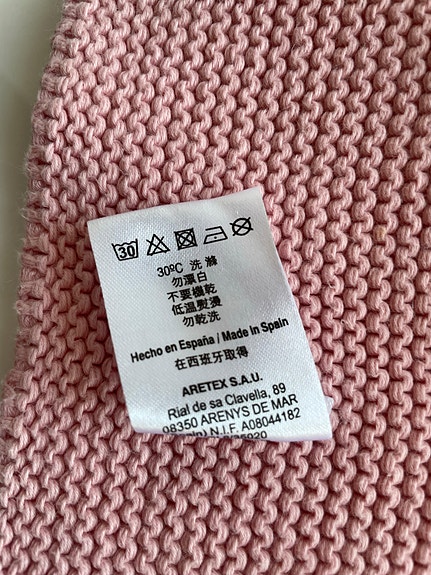 30
30ºC 洗 滌
勿漂白
不要機乾
低溫熨燙
勿乾洗
Hecho en España / Made in Spain
在西班牙取得
ARETEX S.A.U.
Rial de sa Clavella, 89
08350 ARENYS DE MAR
N.I.F. A08044182